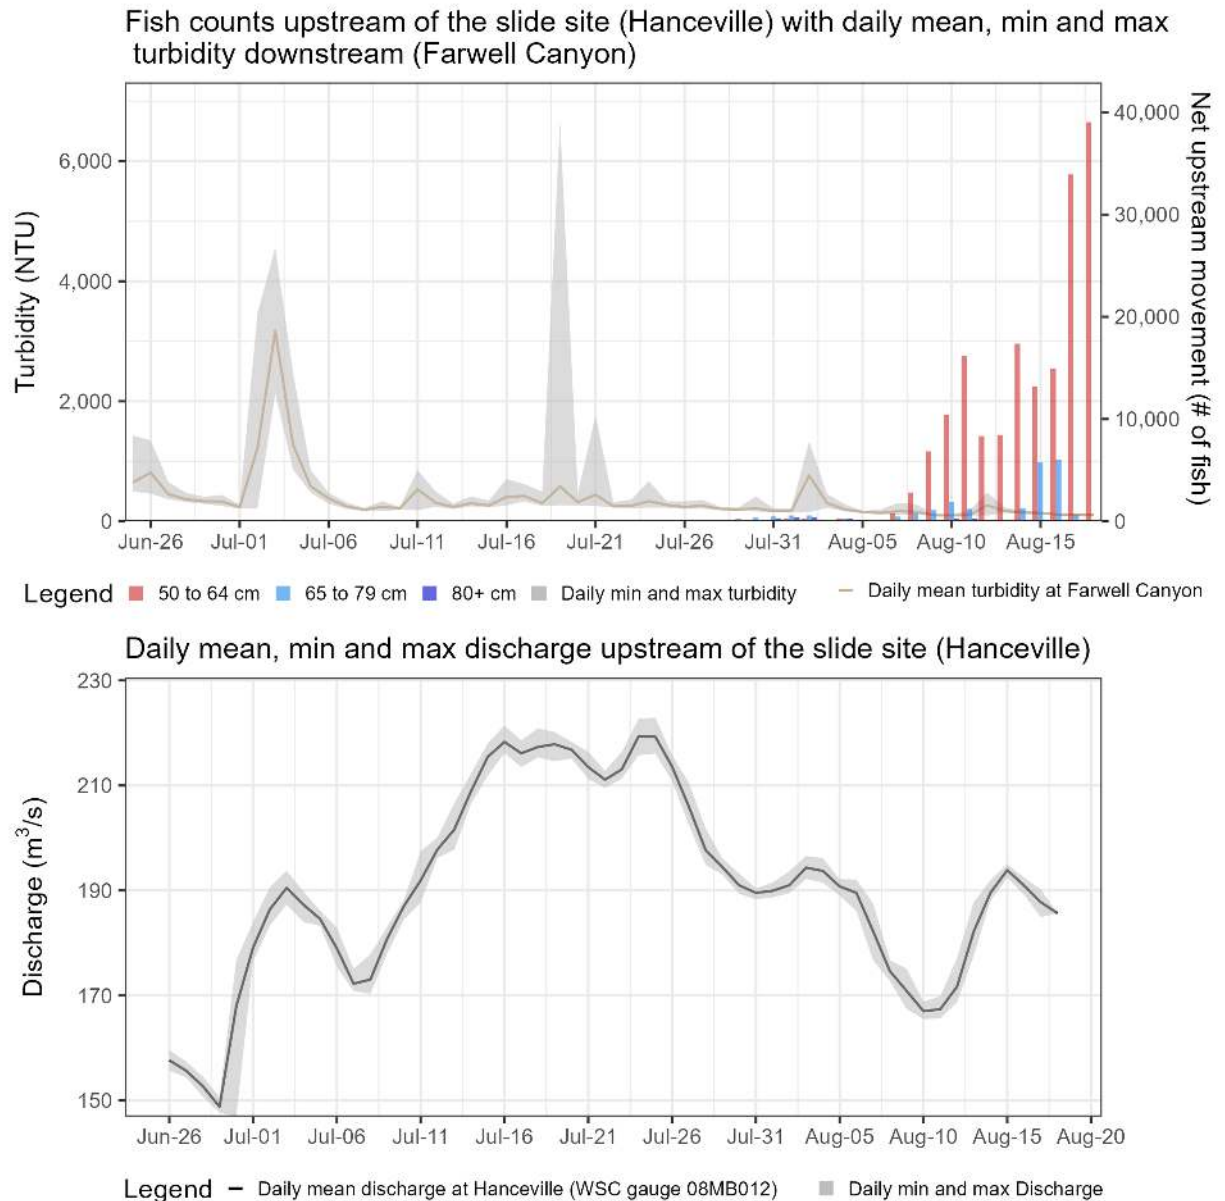 Fish counts upstream of the slide site (Hanceville) with daily mean, min and max
turbidity downstream (Farwell Canyon)
Turbidity (NTU)
6,000
4,000
2,000
0
Net upstream movement (# of fish)
40,000
30,000
20,000
10,000
0
Jun-26 Jul-01 Jul-06 Jul-11 Jul-16 Jul-21 Jul-26 Jul-31 Aug-05 Aug-10 Aug-15
Legend 50 to 64 cm 65 to 79 cm 80+ cm Daily min and max turbidity Daily mean turbidity at Farwell Canyon
Daily mean, min and max discharge upstream of the slide site (Hanceville)
Discharge (m³/s)
230
210
190
170
150
Jun-26 Jul-01 Jul-06 Jul-11 Jul-16 Jul-21 Jul-26 Jul-31 Aug-05 Aug-10 Aug-15 Aug-20
Legend Daily mean discharge at Hanceville (WSC gauge 08MB012) Daily min and max Discharge